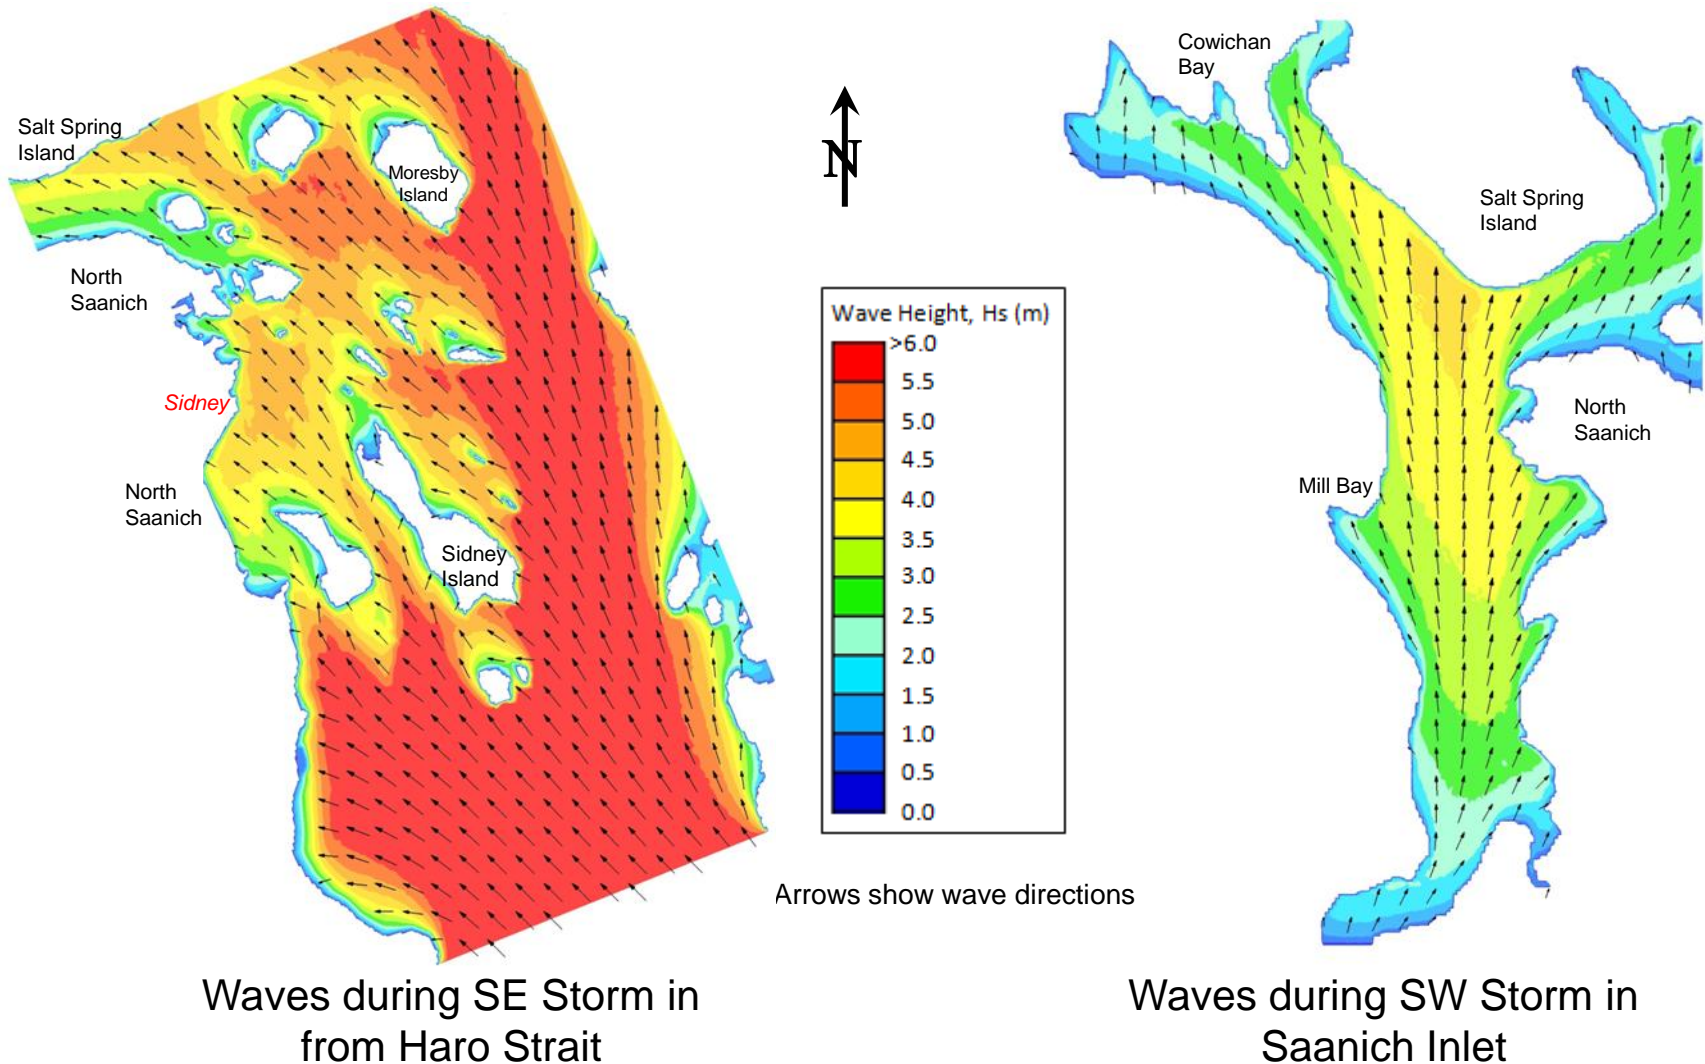 Salt Spring
Island
Moresby
Island
North
Saanich
Sidney
North
Saanich
Sidney
Island
Waves during SE Storm in
from Haro Strait
N
Wave Height, Hs (m)
>6.0
5.5
5.0
4.5
4.0
3.5
3.0
2.5
2.0
1.5
1.0
0.5
0.0
Arrows show wave directions
Cowichan
Bay
Salt Spring
Island
North
Saanich
Mill Bay
Waves during SW Storm in
Saanich Inlet